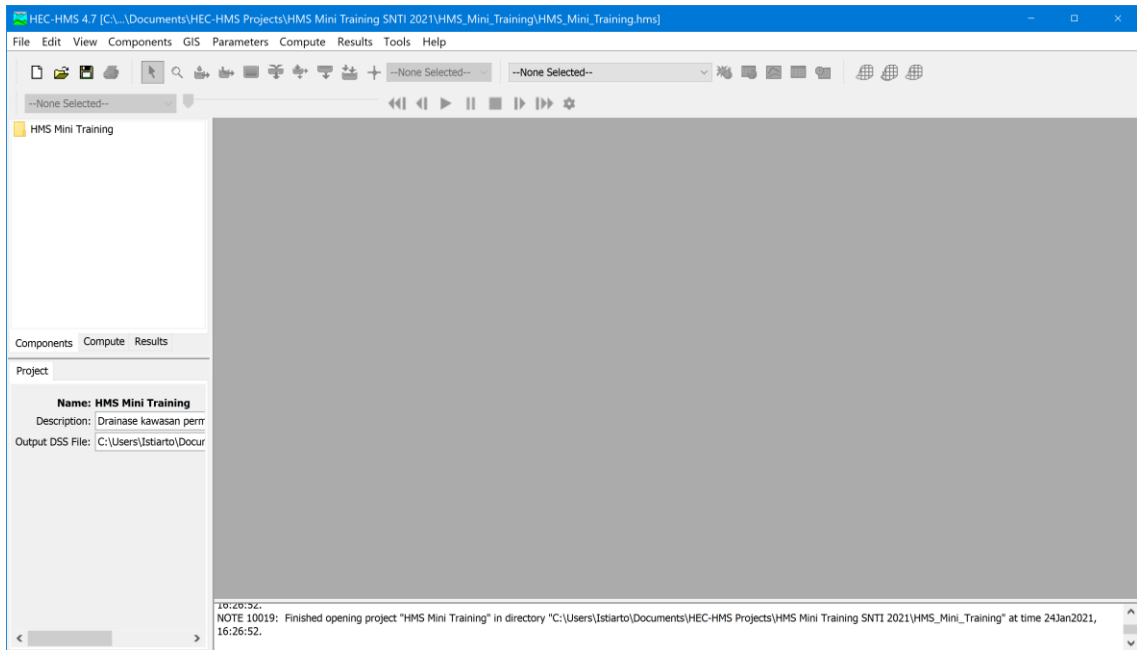 HEC-HMS 4.7 [C:\...\Documents\HEC-HMS Projects\HMS Mini Training SNTI 2021\HMS_Mini_Training\HMS_Mini_Training.hms]
File Edit View Components GIS Parameters Compute Results Tools Help
--None Selected-- --None Selected--
--None Selected--
HMS Mini Training
Components Compute Results
Project
Name: HMS Mini Training
Description: Drainase kawasan perm
Output DSS File: C:\Users\Istiarto\Docur
16:26:52.
NOTE 10019: Finished opening project "HMS Mini Training" in directory "C:\Users\Istiarto\Documents\HEC-HMS Projects\HMS Mini Training SNTI 2021\HMS_Mini_Training" at time 24Jan2021,
16:26:52.